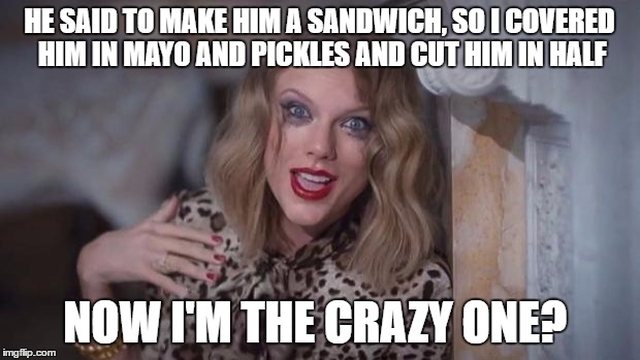 HE SAID TO MAKE HIM A SANDWICH, SO I COVERED
HIM IN MAYO AND PICKLES AND CUT HIM IN HALF
NOW I'M THE CRAZY ONE?
imgflip.com